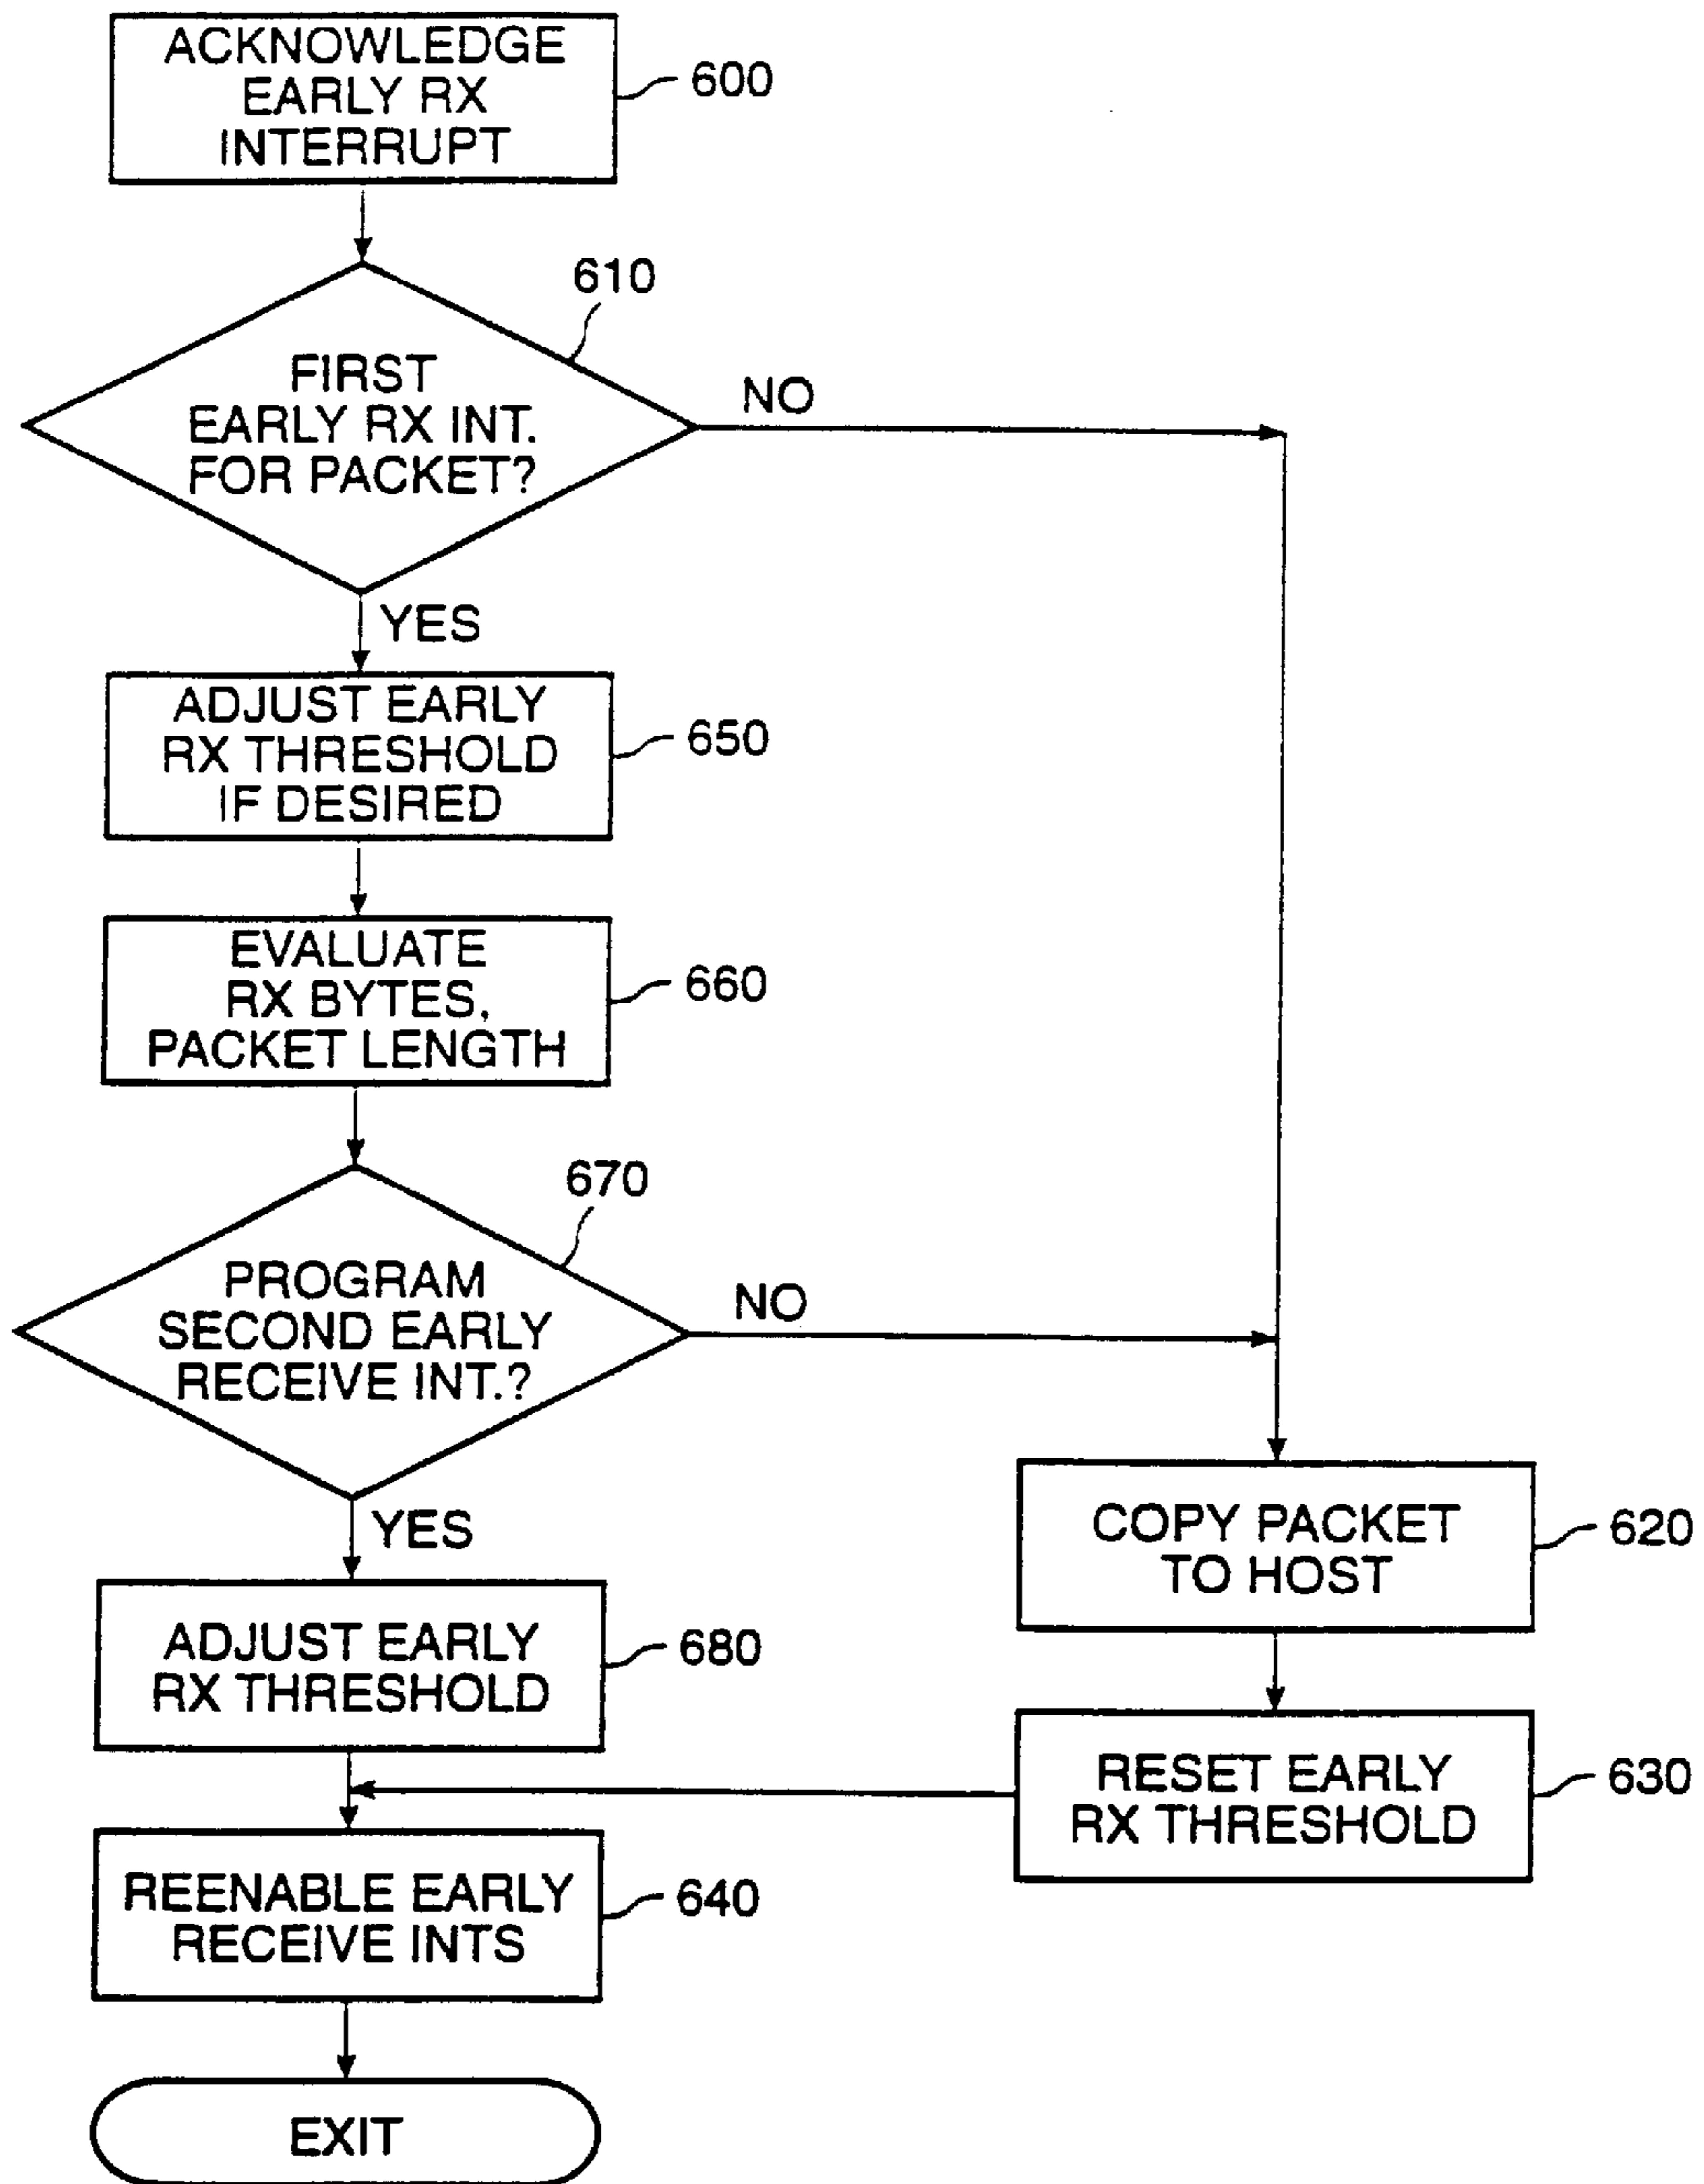 ACKNOWLEDGE
EARLY RX
INTERRUPT
600
610
FIRST
EARLY RX INT.
FOR PACKET?
NO
YES
ADJUST EARLY
RX THRESHOLD
IF DESIRED
650
EVALUATE
RX BYTES,
PACKET LENGTH
660
670
PROGRAM
SECOND EARLY
RECEIVE INT.?
NO
YES
COPY PACKET
TO HOST
620
ADJUST EARLY
RX THRESHOLD
680
RESET EARLY
RX THRESHOLD
630
REENABLE EARLY
RECEIVE INTS
640
EXIT